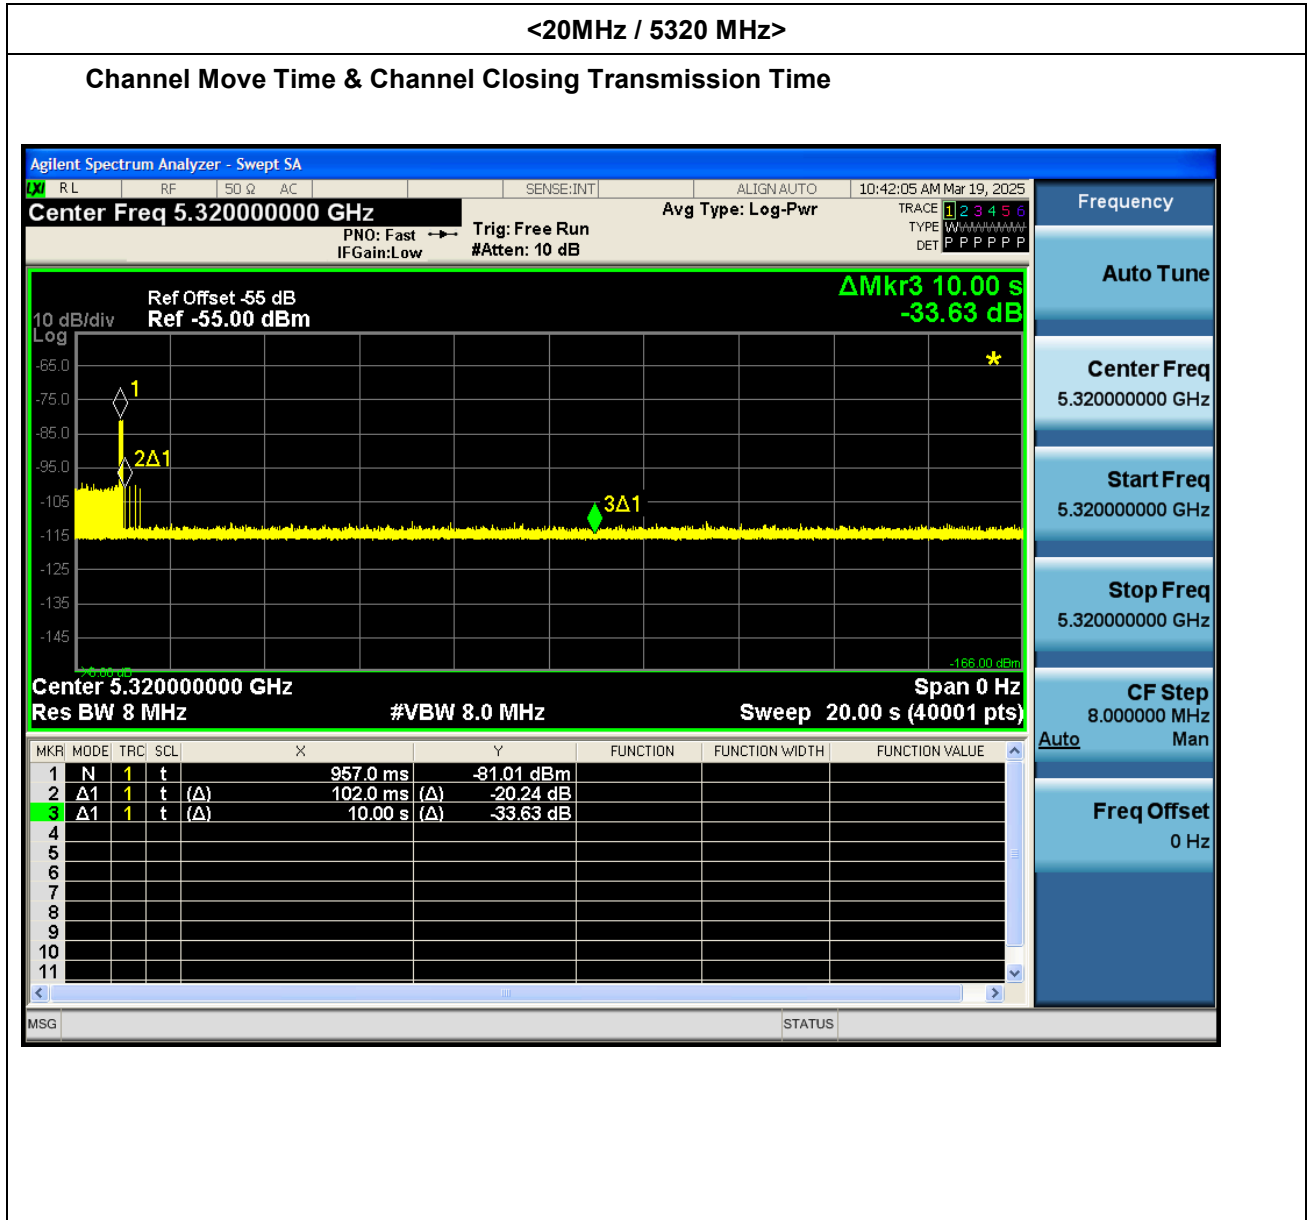 <20MHz / 5320 MHz>
Channel Move Time & Channel Closing Transmission Time
Agilent Spectrum Analyzer - Swept SA
LXI RL RF 50 Ω AC SENSE:INT ALIGN AUTO 10:42:05 AM Mar 19, 2025
Center Freq 5.320000000 GHz Avg Type: Log-Pwr TRACE 1 2 3 4 5 6
PNO: Fast Trig: Free Run TYPE
IFGain:Low #Atten: 10 dB DET P P P P P P
Ref Offset -55 dB ΔMkr3 10.00 s
10 dB/div Ref -55.00 dBm -33.63 dB
Log
-65.0
*
1
-75.0
-85.0
2Δ1
-95.0
-105
3Δ1
-115
-125
-135
-145
-166.00 dBm
Center 5.320000000 GHz Span 0 Hz
Res BW 8 MHz #VBW 8.0 MHz Sweep 20.00 s (40001 pts)
MKR MODE TRC SCL X Y FUNCTION FUNCTION WIDTH FUNCTION VALUE
1 N 1 t 957.0 ms -81.01 dBm
2 Δ1 1 t (Δ) 102.0 ms (Δ) -20.24 dB
3 Δ1 1 t (Δ) 10.00 s (Δ) -33.63 dB
4
5
6
7
8
9
10
11
MSG STATUS
Frequency
Auto Tune
Center Freq
5.320000000 GHz
Start Freq
5.320000000 GHz
Stop Freq
5.320000000 GHz
CF Step
8.000000 MHz
Auto Man
Freq Offset
0 Hz